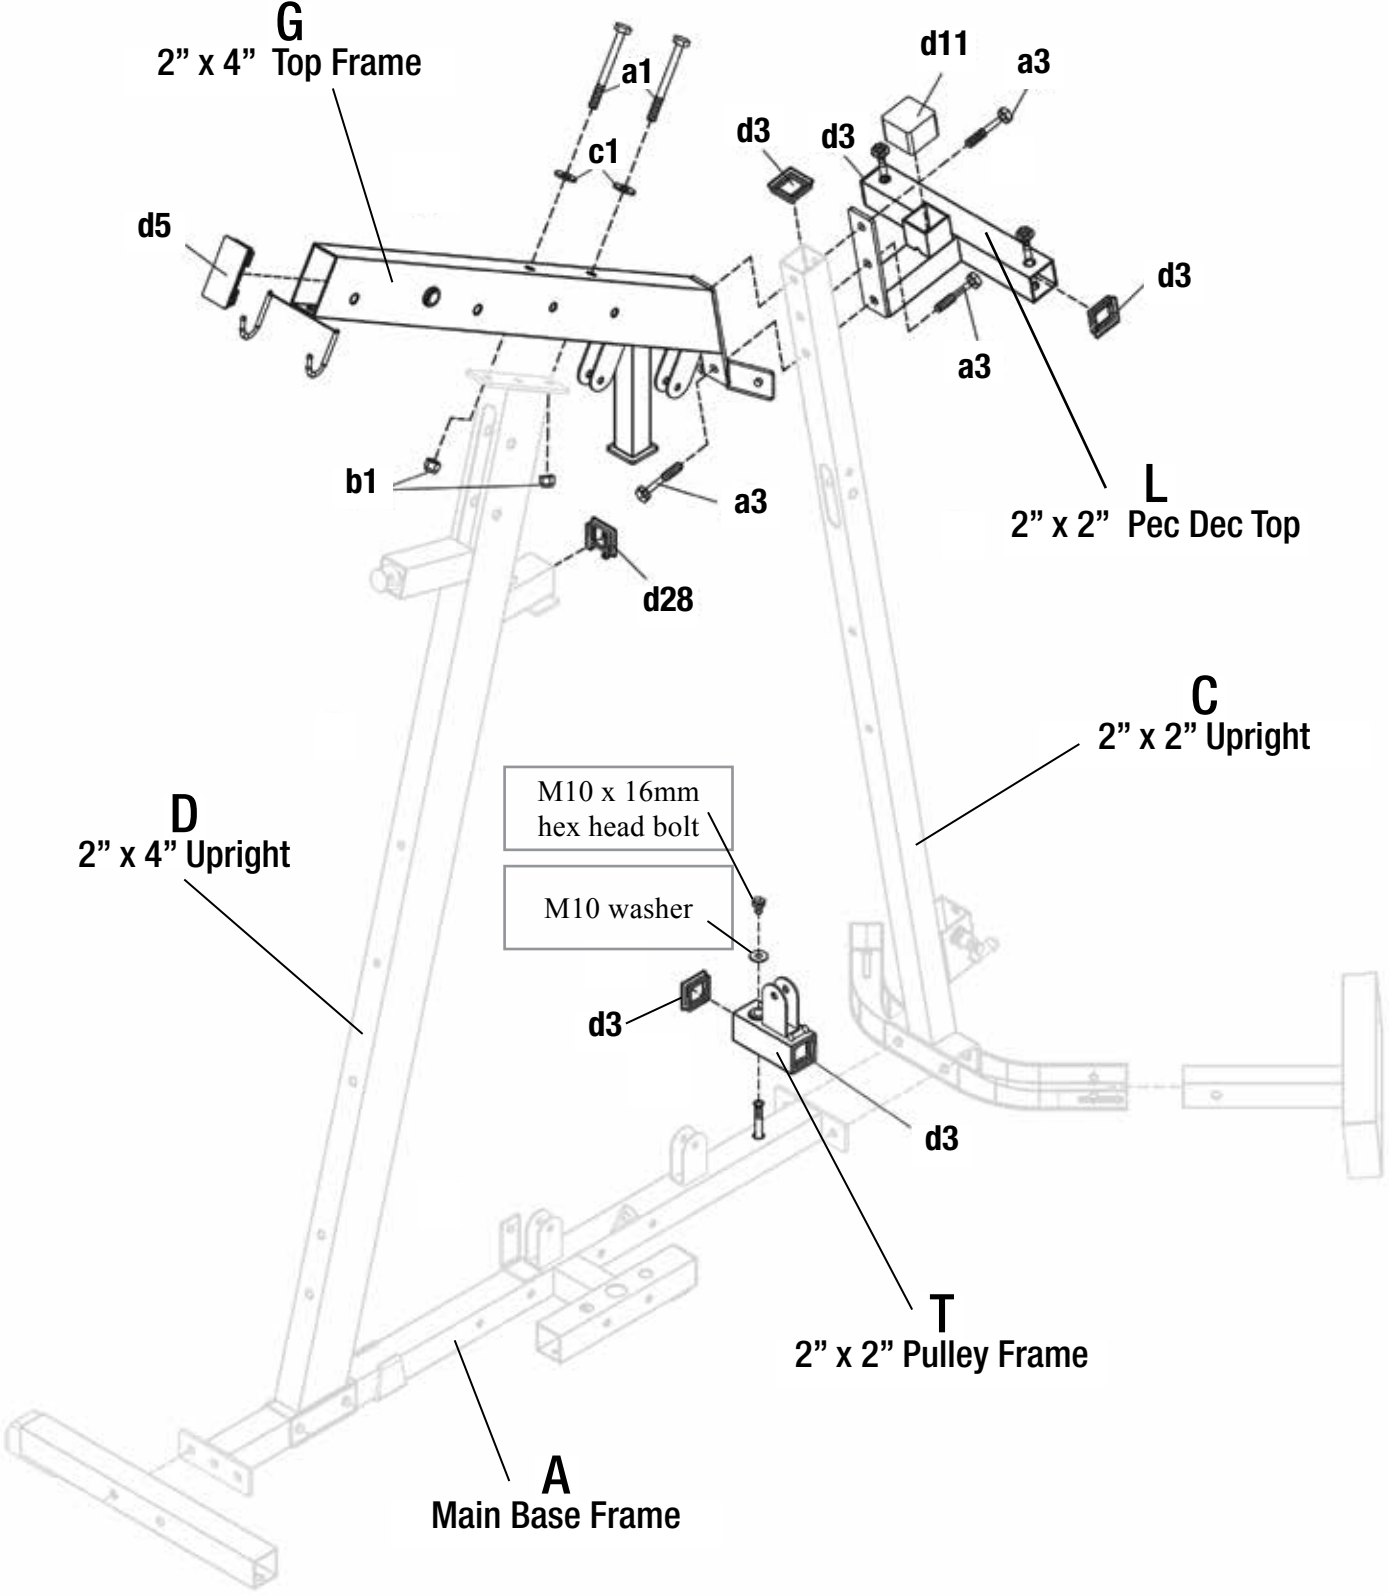 G
2” x 4” Top Frame
a1
d11
a3
d3
d3
c1
d5
d3
a3
b1
a3
L
2” x 2” Pec Dec Top
d28
C
2” x 2” Upright
M10 x 16mm
hex head bolt
D
2” x 4” Upright
M10 washer
d3
d3
T
2” x 2” Pulley Frame
A
Main Base Frame